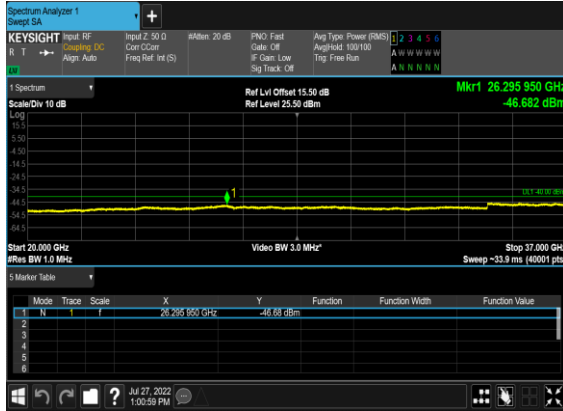 Spectrum Analyzer 1
Swept SA
+
KEYSIGHT Input: RF Input Z: 50 Ω #Atten: 20 dB PNO: Fast Avg Type: Power (RMS) 1 2 3 4 5 6
R T Coupling: DC Corr CCorr Gate: Off Avg|Hold: 100/100 A W W W W W
Align: Auto Freq Ref: Int (S) IF Gain: Low Trig: Free Run
Sig Track: Off A N N N N N
1 Spectrum Ref Lvl Offset 15.50 dB Mkr1 26.295 950 GHz
Scale/Div 10 dB Ref Level 25.50 dBm -46.682 dBm
Log
15.5
5.50
-4.50
-14.5
-24.5
-34.5 1 DL1 -40.00 dBm
-44.5
-54.5
-64.5
Start 20.000 GHz Video BW 3.0 MHz* Stop 37.000 GHz
#Res BW 1.0 MHz Sweep ~33.9 ms (40001 pts)
5 Marker Table
Mode Trace Scale X Y Function Function Width Function Value
1 N 1 f 26.295 950 GHz -46.68 dBm
2
3
4
5
6
? Jul 27, 2022
1:00:59 PM